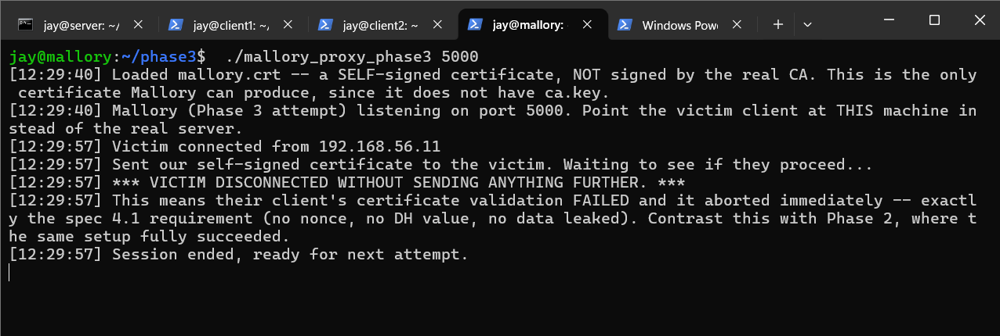 jay@server: ~/
jay@client1: ~/
jay@client2: ~
jay@mallory:
Windows Pow
jay@mallory:~/phase3$  ./mallory_proxy_phase3 5000
[12:29:40] Loaded mallory.crt -- a SELF-signed certificate, NOT signed by the real CA. This is the only
 certificate Mallory can produce, since it does not have ca.key.
[12:29:40] Mallory (Phase 3 attempt) listening on port 5000. Point the victim client at THIS machine in
stead of the real server.
[12:29:57] Victim connected from 192.168.56.11
[12:29:57] Sent our self-signed certificate to the victim. Waiting to see if they proceed...
[12:29:57] *** VICTIM DISCONNECTED WITHOUT SENDING ANYTHING FURTHER. ***
[12:29:57] This means their client's certificate validation FAILED and it aborted immediately -- exactl
y the spec 4.1 requirement (no nonce, no DH value, no data leaked). Contrast this with Phase 2, where t
he same setup fully succeeded.
[12:29:57] Session ended, ready for next attempt.